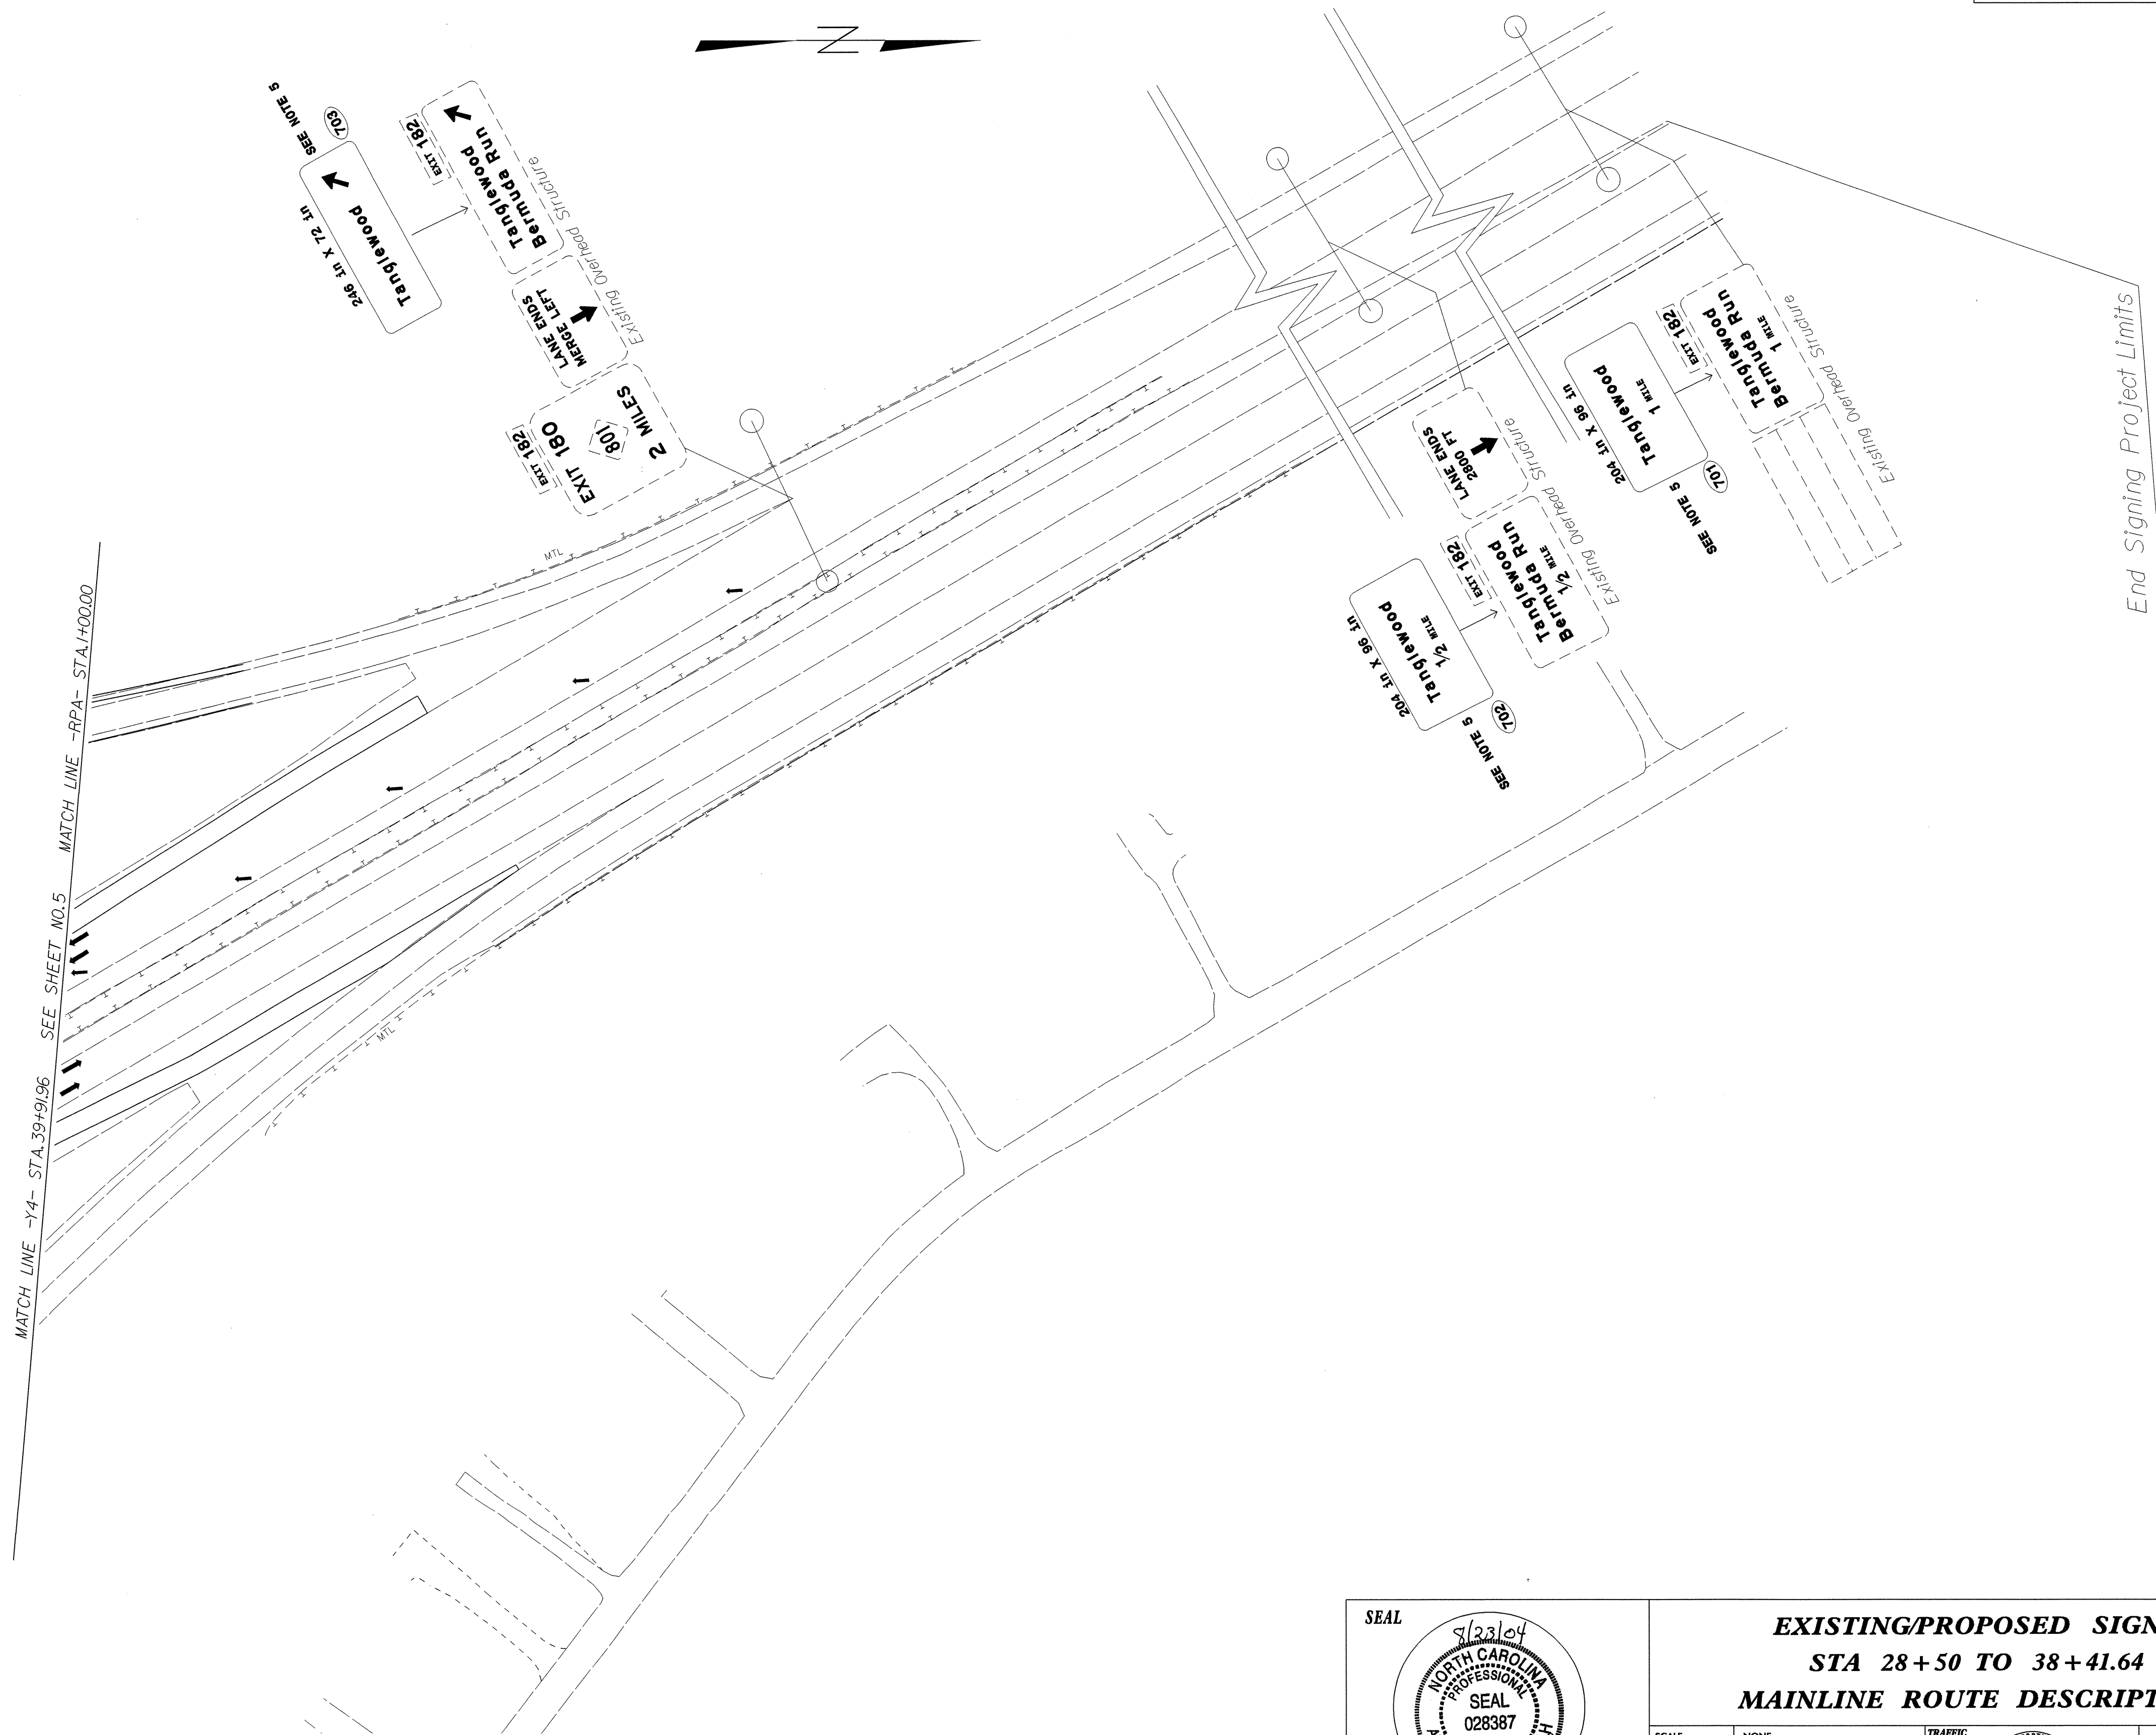 N
SEE NOTE 5
703
246 in X 72 in
Tanglewood
EXIT 182
Tanglewood
Bermuda Run
LANE ENDS
MERGE LEFT
Existing Overhead Structure
EXIT 182
EXIT 180
801
2 MILES
MTL
MTL
MATCH LINE -RPA- STA.1+00.00
SEE SHEET NO.5
MATCH LINE -Y4- STA.39+91.96
LANE ENDS
2800
FT
EXIT 182
Tanglewood
Bermuda Run
1/2 MILE
Existing Overhead Structure
204 in X 96 in
Tanglewood
1/2 MILE
702
SEE NOTE 5
EXIT 182
Tanglewood
Bermuda Run
1 MILE
Existing Overhead Structure
204 in X 96 in
Tanglewood
1 MILE
701
SEE NOTE 5
End Signing Project Limits
SEAL
8/23/04
NORTH CAROLINA
PROFESSIONAL
SEAL
028387
EXISTING/PROPOSED SIGN
STA 28+50 TO 38+41.64
MAINLINE ROUTE DESCRIPT
NONE
TRAFFIC